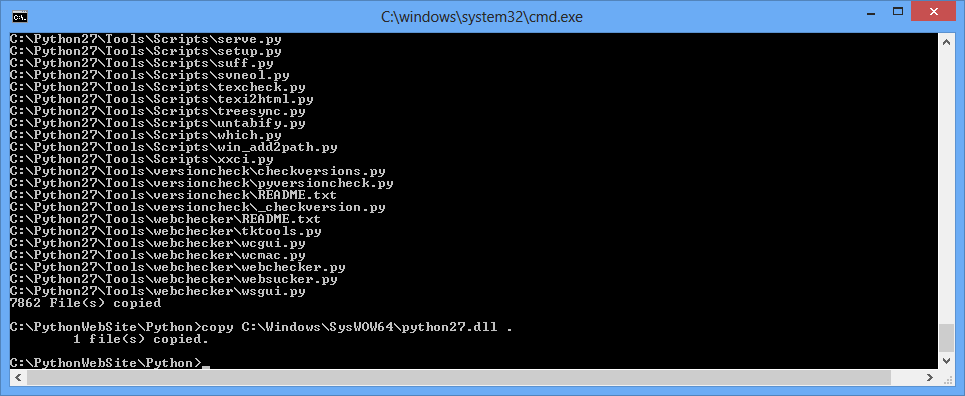 C:\windows\system32\cmd.exe
C:\Python27\Tools\Scripts\serve.py
C:\Python27\Tools\Scripts\setup.py
C:\Python27\Tools\Scripts\suff.py
C:\Python27\Tools\Scripts\svneol.py
C:\Python27\Tools\Scripts\texcheck.py
C:\Python27\Tools\Scripts\texi2html.py
C:\Python27\Tools\Scripts\treesync.py
C:\Python27\Tools\Scripts\untabify.py
C:\Python27\Tools\Scripts\which.py
C:\Python27\Tools\Scripts\win_add2path.py
C:\Python27\Tools\Scripts\xxci.py
C:\Python27\Tools\versioncheck\checkversions.py
C:\Python27\Tools\versioncheck\pyversioncheck.py
C:\Python27\Tools\versioncheck\README.txt
C:\Python27\Tools\versioncheck\_checkversion.py
C:\Python27\Tools\webchecker\README.txt
C:\Python27\Tools\webchecker\tktools.py
C:\Python27\Tools\webchecker\wcgui.py
C:\Python27\Tools\webchecker\wcmac.py
C:\Python27\Tools\webchecker\webchecker.py
C:\Python27\Tools\webchecker\websucker.py
C:\Python27\Tools\webchecker\wsgui.py
7862 File(s) copied
C:\PythonWebSite\Python>copy C:\Windows\SysWOW64\python27.dll .
1 file(s) copied.
C:\PythonWebSite\Python>